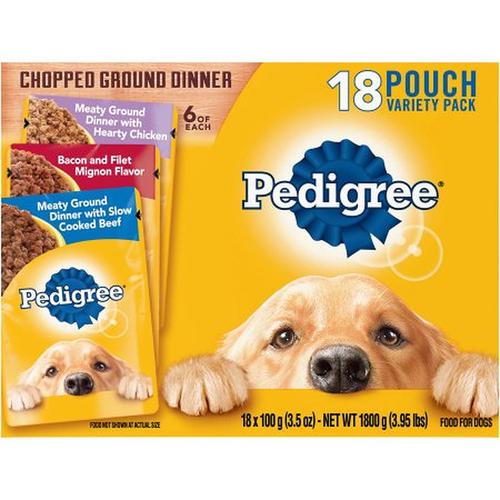 CHOPPED GROUND DINNER
18 POUCH
VARIETY PACK
6 OF
EACH
Meaty Ground
Dinner with
Hearty Chicken
Bacon and Filet
Mignon Flavor
Meaty Ground
Dinner with Slow
Cooked Beef
Pedigree
Pedigree®
FOOD NOT SHOWN AT ACTUAL SIZE
18 x 100 g (3.5 oz) - NET WT 1800 g (3.95 lbs)
FOOD FOR DOGS